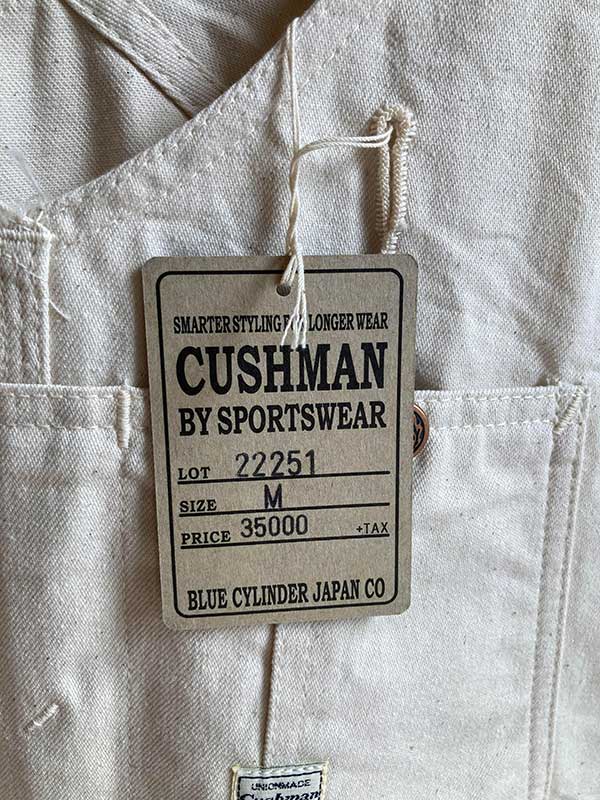 SMARTER STYLING FOR LONGER WEAR
CUSHMAN
BY SPORTSWEAR
LOT 22251
SIZE M
PRICE 35000 +TAX
BLUE CYLINDER JAPAN CO
UNIONMADE
Cushman